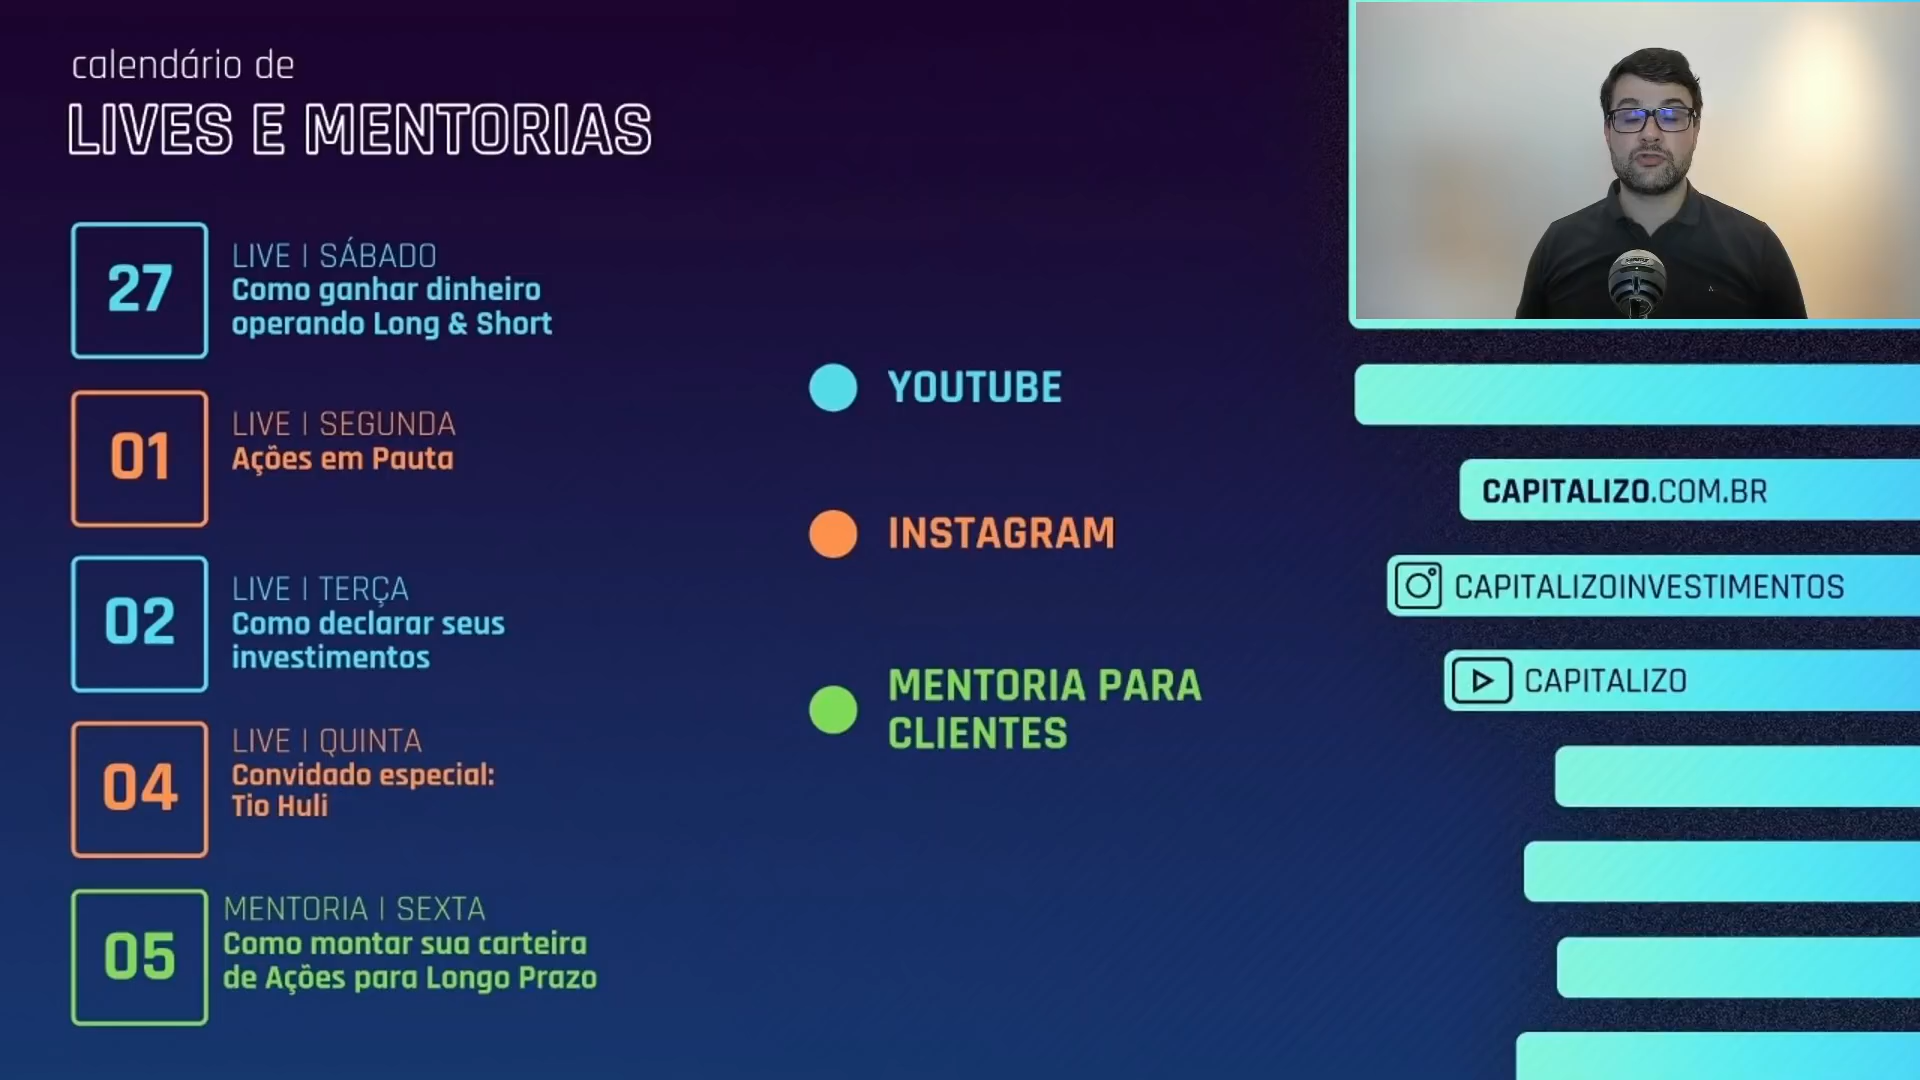 calendário de
LIVES E MENTORIAS
27
LIVE | SÁBADO
Como ganhar dinheiro
operando Long & Short
01
LIVE | SEGUNDA
Ações em Pauta
02
LIVE | TERÇA
Como declarar seus
investimentos
04
LIVE | QUINTA
Convidado especial:
Tio Huli
05
MENTORIA | SEXTA
Como montar sua carteira
de Ações para Longo Prazo
YOUTUBE
INSTAGRAM
MENTORIA PARA
CLIENTES
CAPITALIZO.COM.BR
CAPITALIZOINVESTIMENTOS
CAPITALIZO